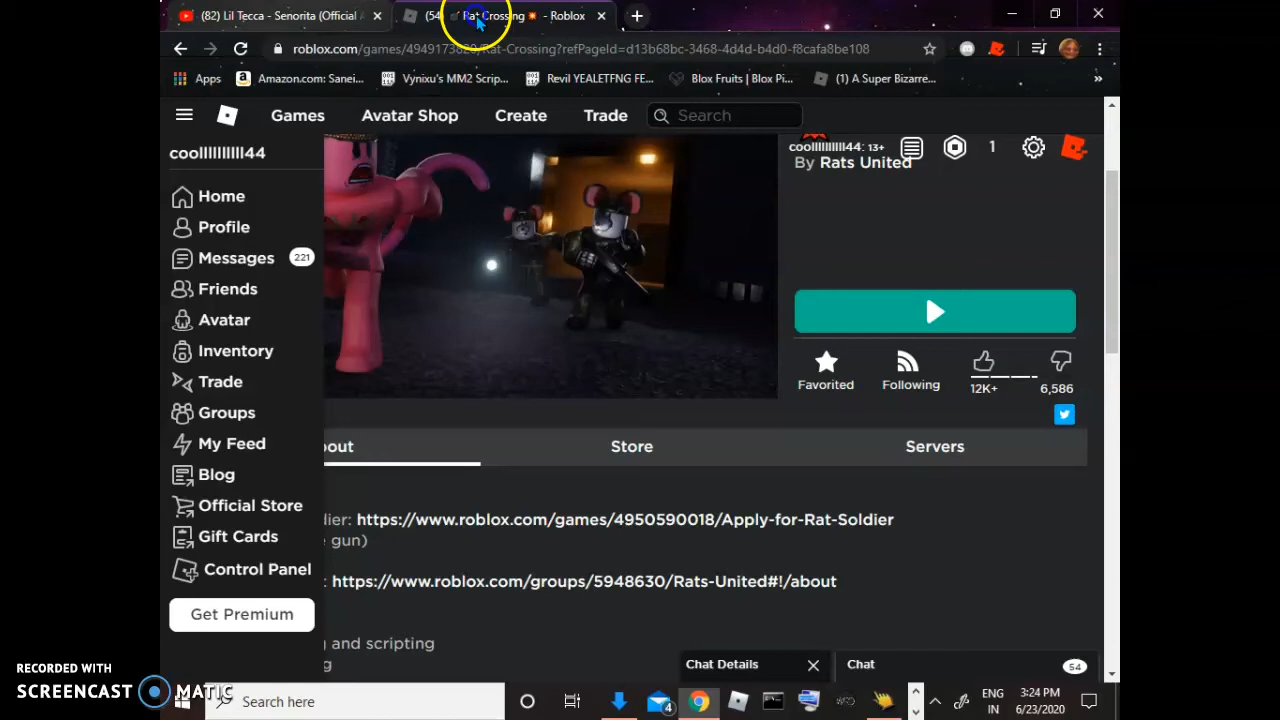 (82) Lil Tecca - Senorita (Official
(54) Rat Crossing - Roblox
roblox.com/games/4949173820/Rat-Crossing?refPageId=d13b68bc-3468-4d4d-b4d0-f8cafa8be108
Apps
Amazon.com: Sanei...
Vynixu's MM2 Scrip...
Revil YEALETFNG FE...
Blox Fruits | Blox Pi...
(1) A Super Bizarre...
»
Games
Avatar Shop
Create
Trade
Search
coolllllllllll44
coolllllllllll44: 13+
1
By Rats United
Home
Profile
Messages 221
Friends
Avatar
Inventory
Trade
Groups
My Feed
Blog
Official Store
Gift Cards
Control Panel
Get Premium
Favorited
Following
12K+
6,586
out
Store
Servers
dier: https://www.roblox.com/games/4950590018/Apply-for-Rat-Soldier
gun)
: https://www.roblox.com/groups/5948630/Rats-United#!/about
g and scripting
g
Chat Details
Chat
54
RECORDED WITH
SCREENCAST MATIC
Search here
4
ENG
IN
3:24 PM
6/23/2020